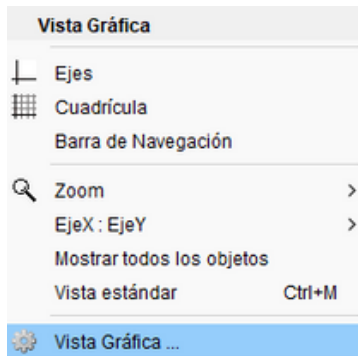 Vista Gráfica
Ejes
Cuadrícula
Barra de Navegación
Zoom
EjeX : EjeY
Mostrar todos los objetos
Vista estándar Ctrl+M
Vista Gráfica ...